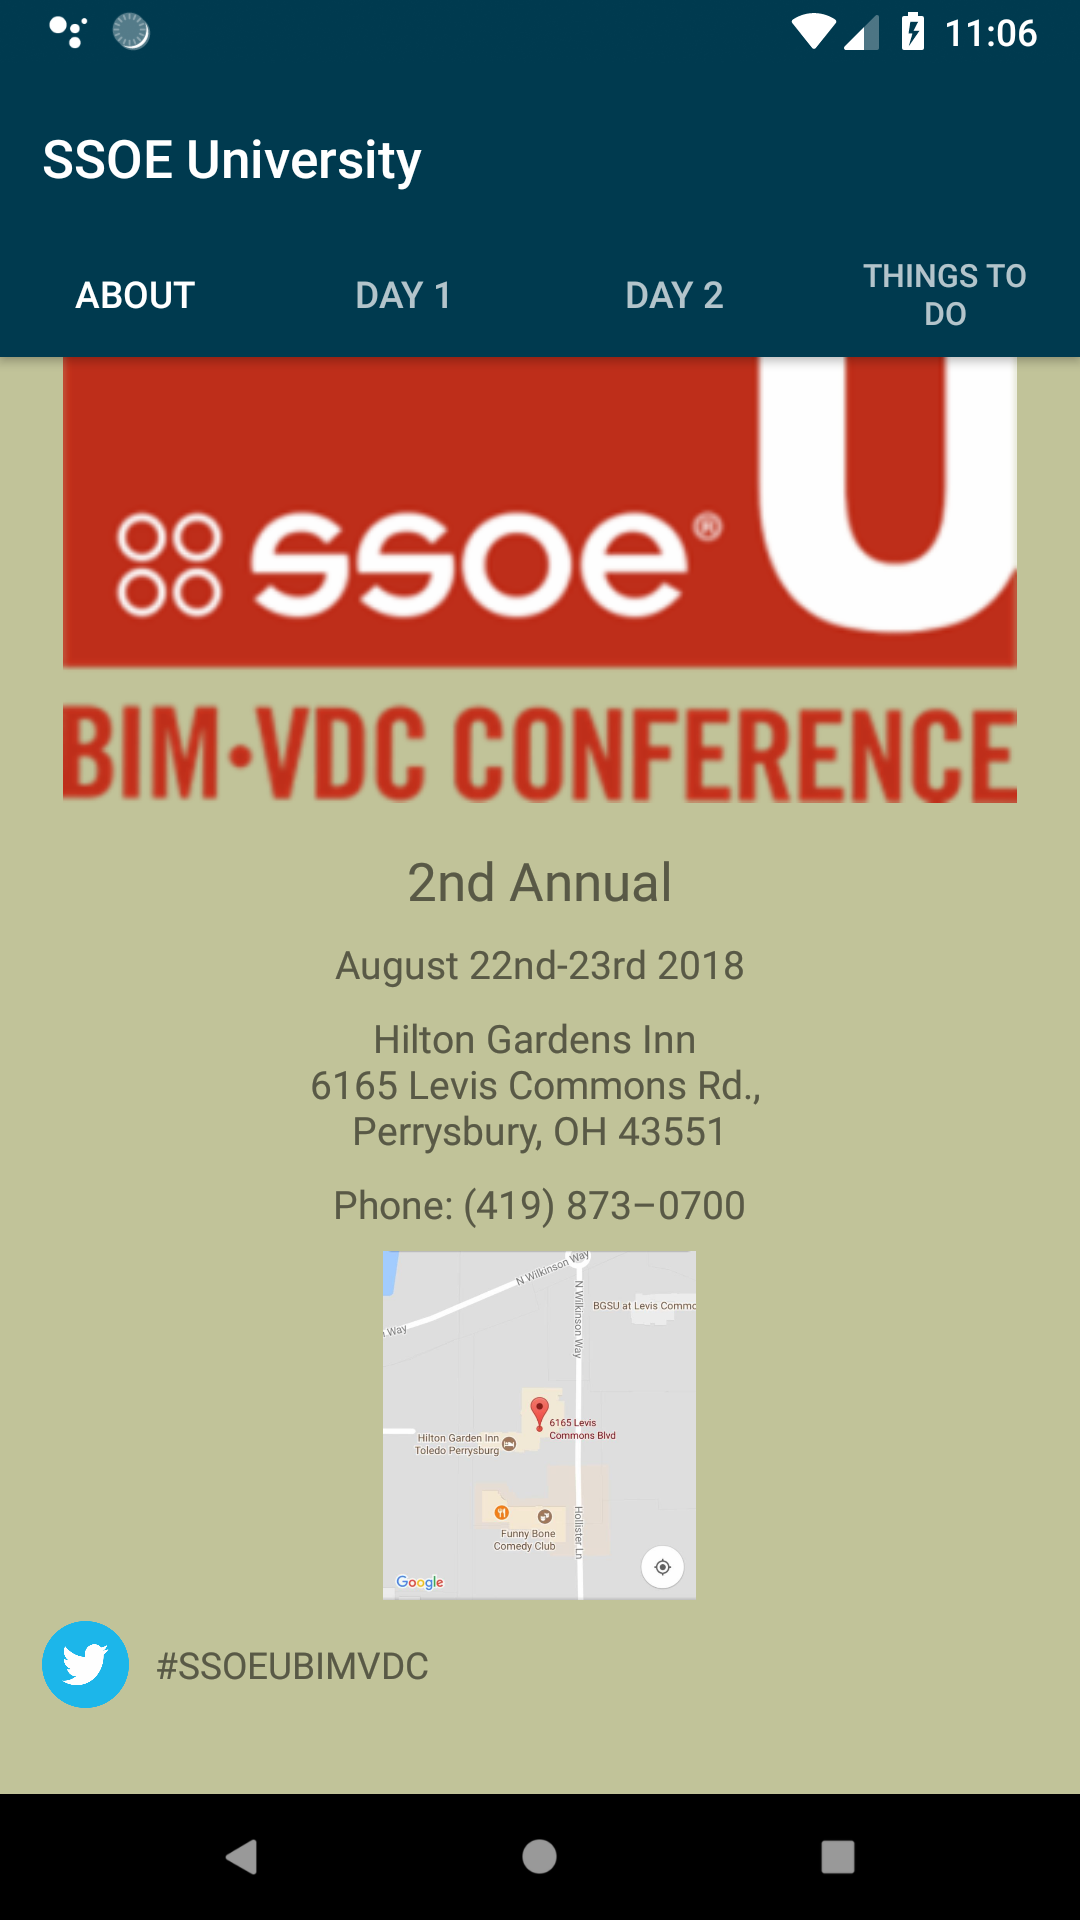 11:06
SSOE University
ABOUT
DAY 1
DAY 2
THINGS TO
DO
U
ssoe®
BIM•VDC CONFERENCE
2nd Annual
August 22nd-23rd 2018
Hilton Gardens Inn
6165 Levis Commons Rd.,
Perrysbury, OH 43551
Phone: (419) 873–0700
N Wilkinson Way
N Wilkinson Way
BGSU at Levis Commo
Way
6165 Levis
Commons Blvd
Hilton Garden Inn
Toledo Perrysburg
Hollister Ln
Funny Bone
Comedy Club
Google
#SSOEUBIMVDC